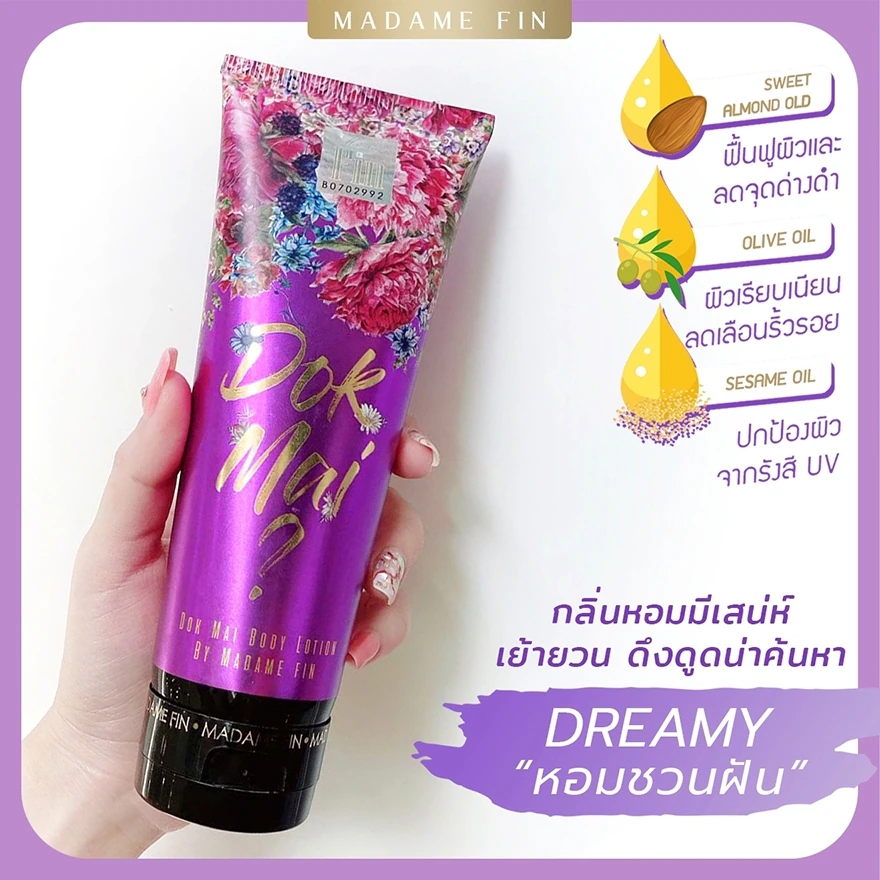 MADAME FIN
SWEET
ALMOND OLD
ฟื้นฟูผิวและ
ลดจุดด่างดำ
OLIVE OIL
ผิวเรียบเนียน
ลดเลือนริ้วรอย
SESAME OIL
ปกป้องผิว
จากรังสี UV
B0702992
Dok
Mai
?
DOK MAI BODY LOTION
BY MADAME FIN
AME FIN • MADAME FIN • MAD
กลิ่นหอมมีเสน่ห์
เย้ายวน ดึงดูดน่าค้นหา
DREAMY
“หอมชวนฝัน”